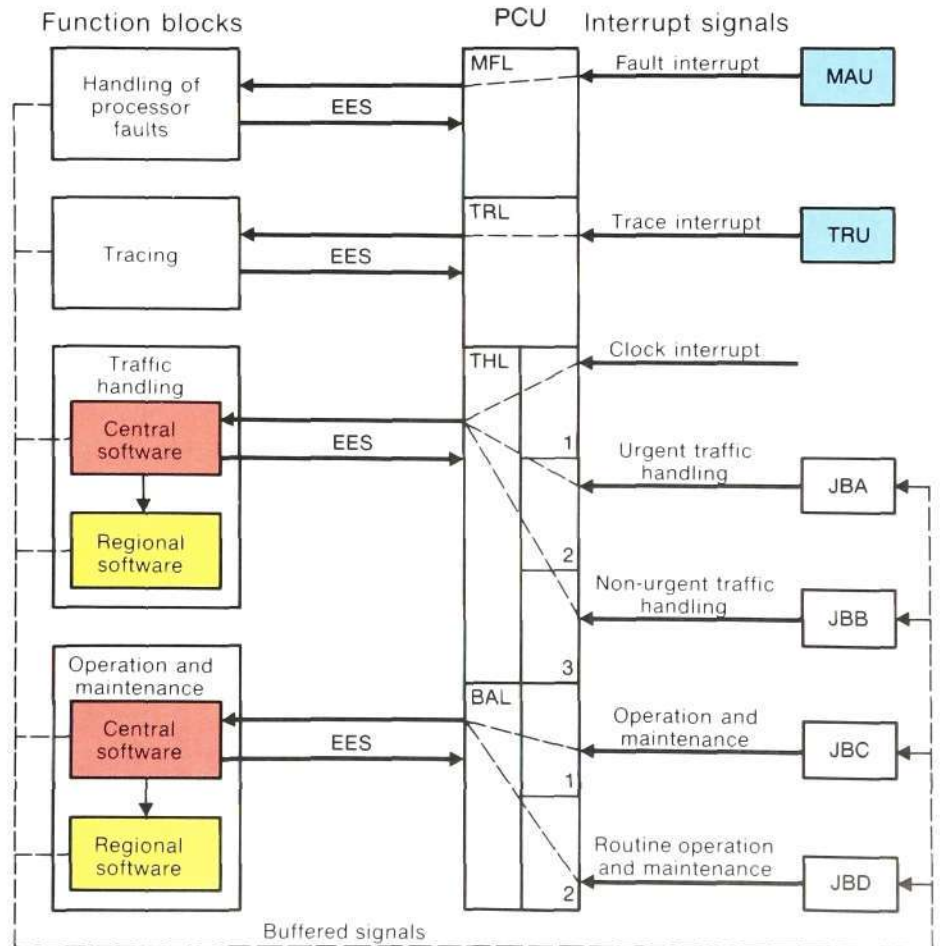 Function blocks
PCU
Interrupt signals
Handling of
processor
faults
EES
MFL
Fault interrupt
MAU
Tracing
EES
TRL
Trace interrupt
TRU
Traffic
handling
Central
software
Regional
software
EES
THL
1
2
3
Clock interrupt
Urgent traffic
handling
JBA
Non-urgent traffic
handling
JBB
Operation and
maintenance
Central
software
Regional
software
EES
BAL
1
2
Operation and
maintenance
JBC
Routine operation
and maintenance
JBD
Buffered signals